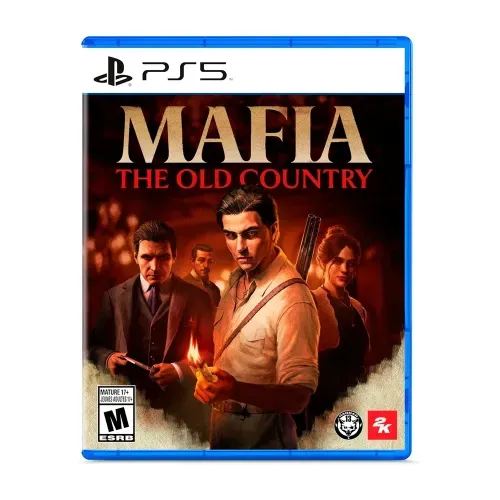 PS5
MAFIA
THE OLD COUNTRY
MATURE 17+
M
ESRB
2K